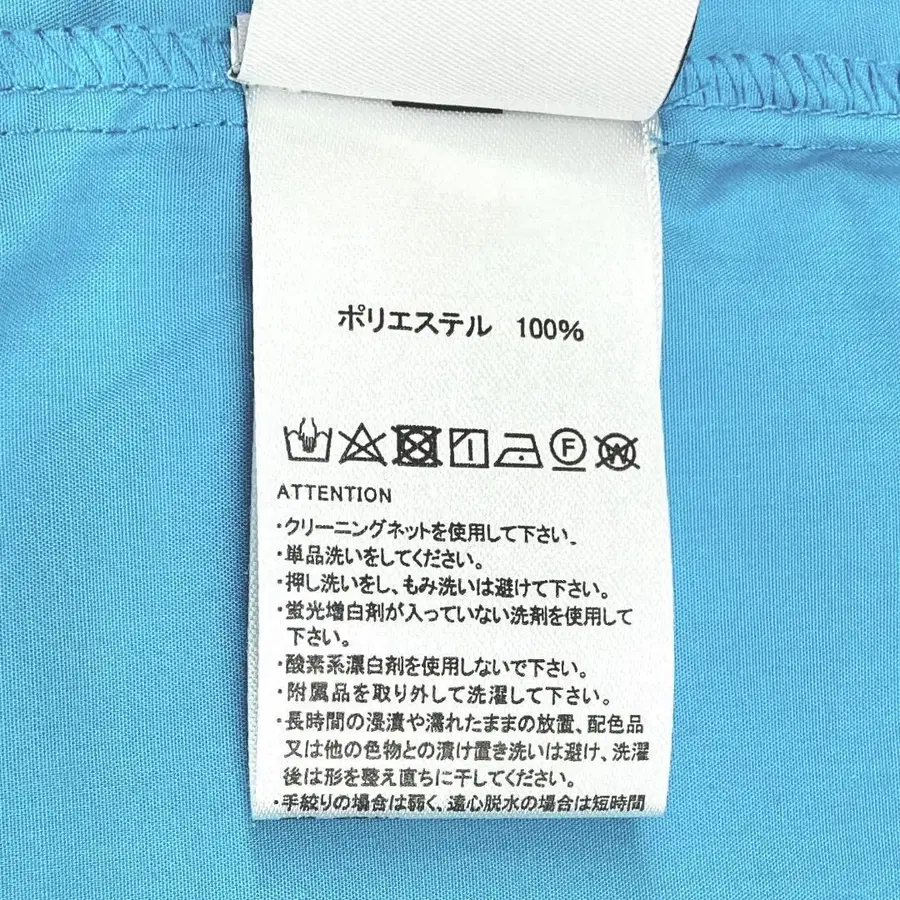 ポリエステル 100%
F
W
ATTENTION
・クリーニングネットを使用して下さい.
・単品洗いをしてください。
・押し洗いをし、もみ洗いは避けて下さい。
・蛍光増白剤が入っていない洗剤を使用して
下さい。
・酸素系漂白剤を使用しないで下さい。
・附属品を取り外して洗濯して下さい。
・長時間の浸漬や濡れたままの放置、配色品
又は他の色物との漬け置き洗いは避け、洗濯
後は形を整え直ちに干してください。
・手絞りの場合は弱く、遠心脱水の場合は短時間